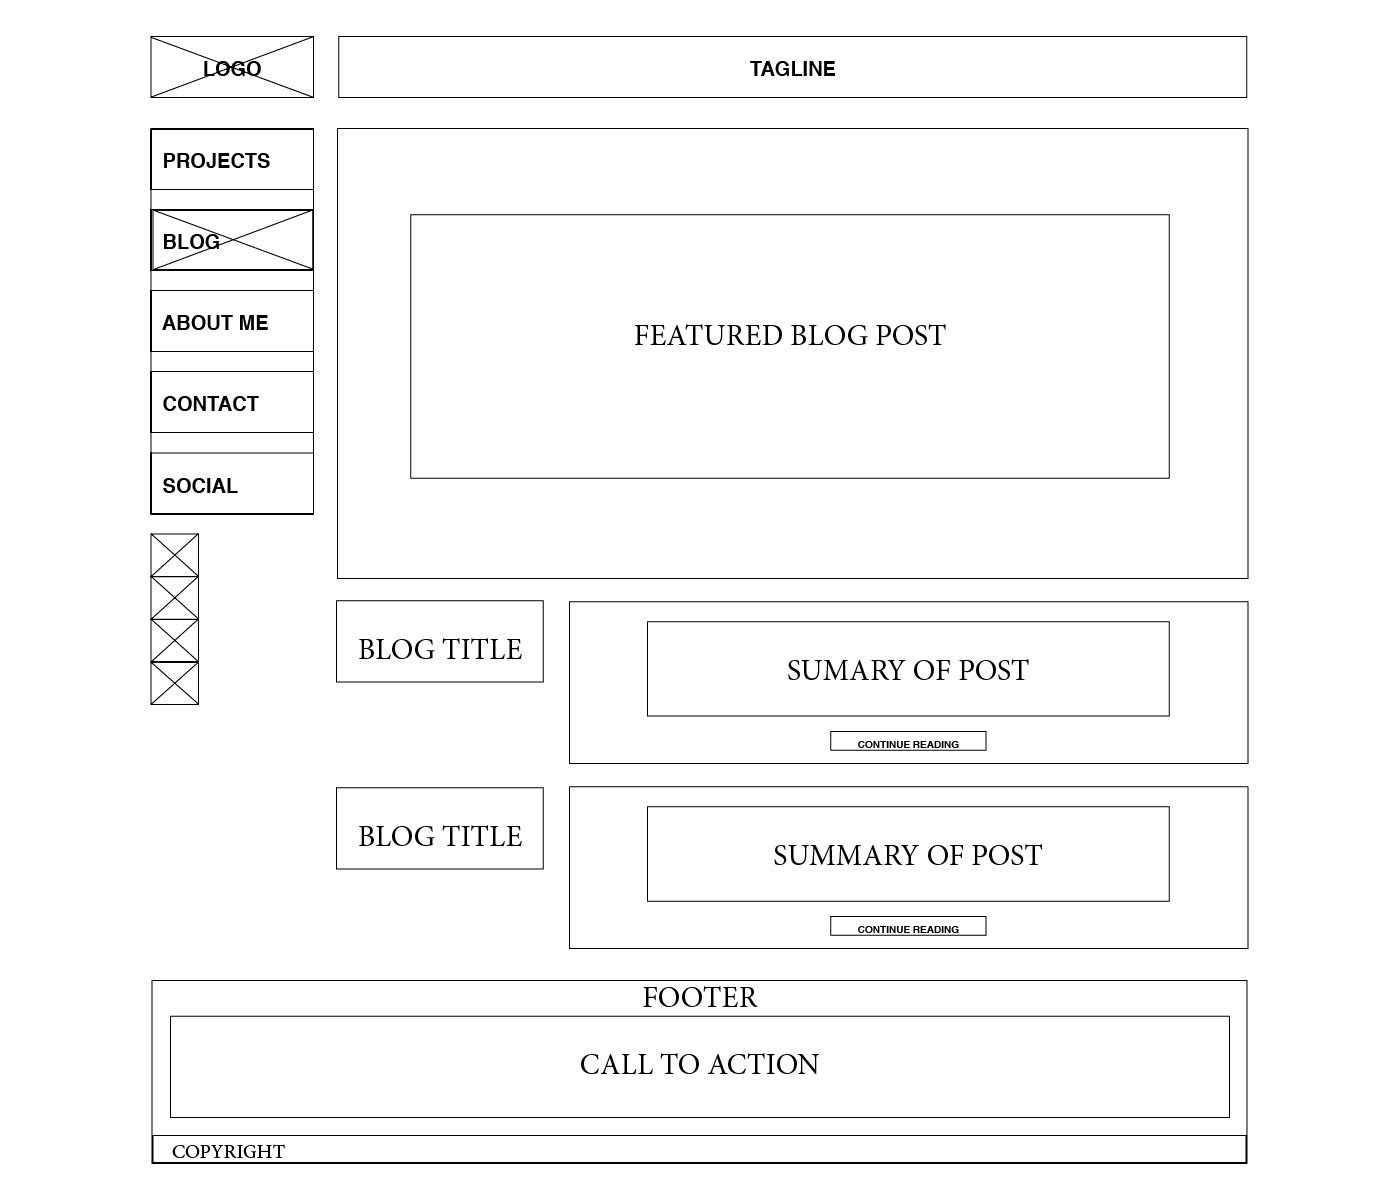 LOGO
TAGLINE
PROJECTS
BLOG
ABOUT ME
CONTACT
SOCIAL
FEATURED BLOG POST
BLOG TITLE
SUMARY OF POST
CONTINUE READING
BLOG TITLE
SUMMARY OF POST
CONTINUE READING
FOOTER
CALL TO ACTION
COPYRIGHT